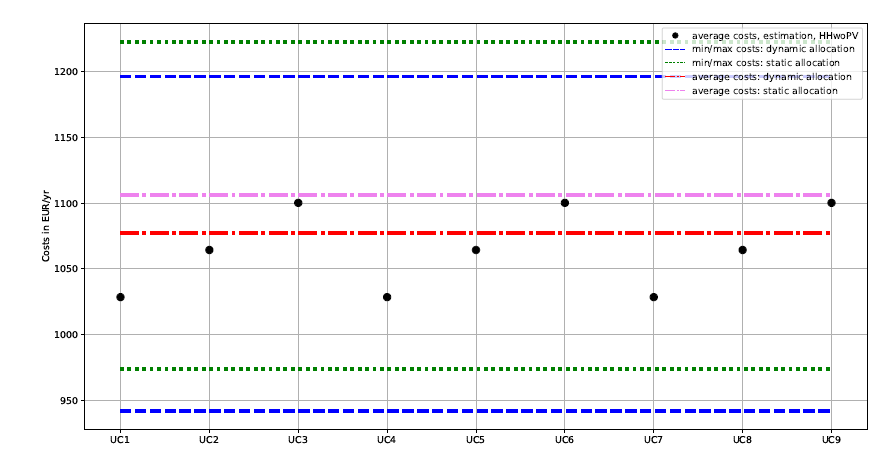 average costs, estimation, HHwoPV
min/max costs: dynamic allocation
min/max costs: static allocation
average costs: dynamic allocation
average costs: static allocation
Costs in EUR/yr
1200
1150
1100
1050
1000
950
UC1 UC2 UC3 UC4 UC5 UC6 UC7 UC8 UC9